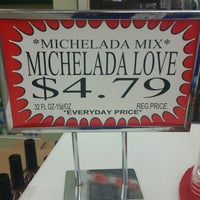 *MICHELADA MIX*
MICHELADA LOVE
$4.79
32 FL OZ-15¢/OZ REG.PRICE
*EVERYDAY PRICE*